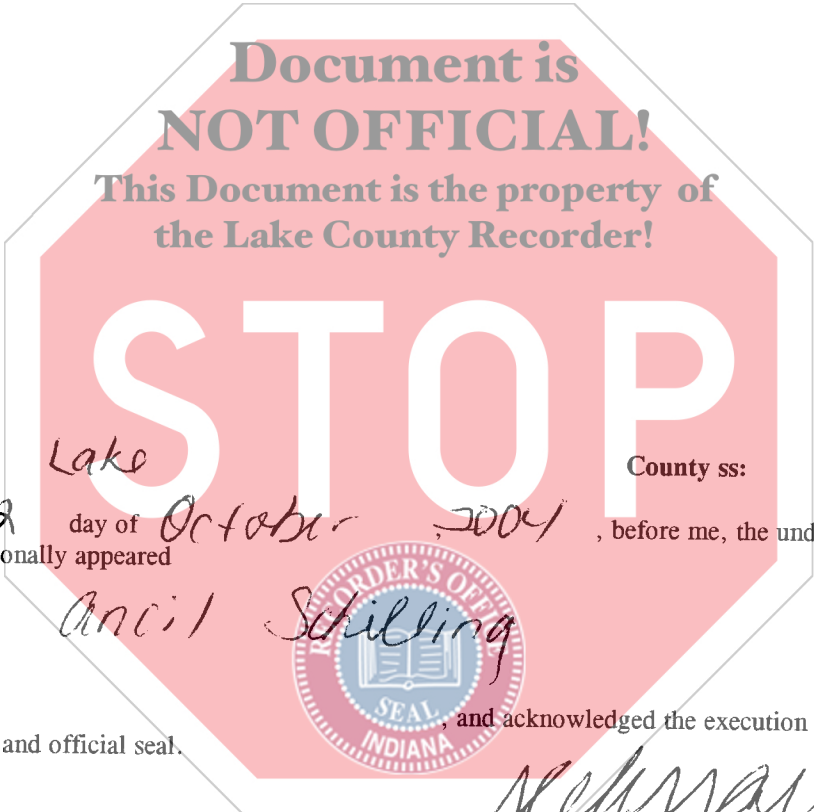 Document is
NOT OFFICIAL!
This Document is the property of
the Lake County Recorder!
STOP
Lake County ss:
day of October ,2004 , before me, the und
onally appeared
Ancil Schilling
RECORDER'S OFFICE
SEAL
INDIANA
, and acknowledged the execution
and official seal.